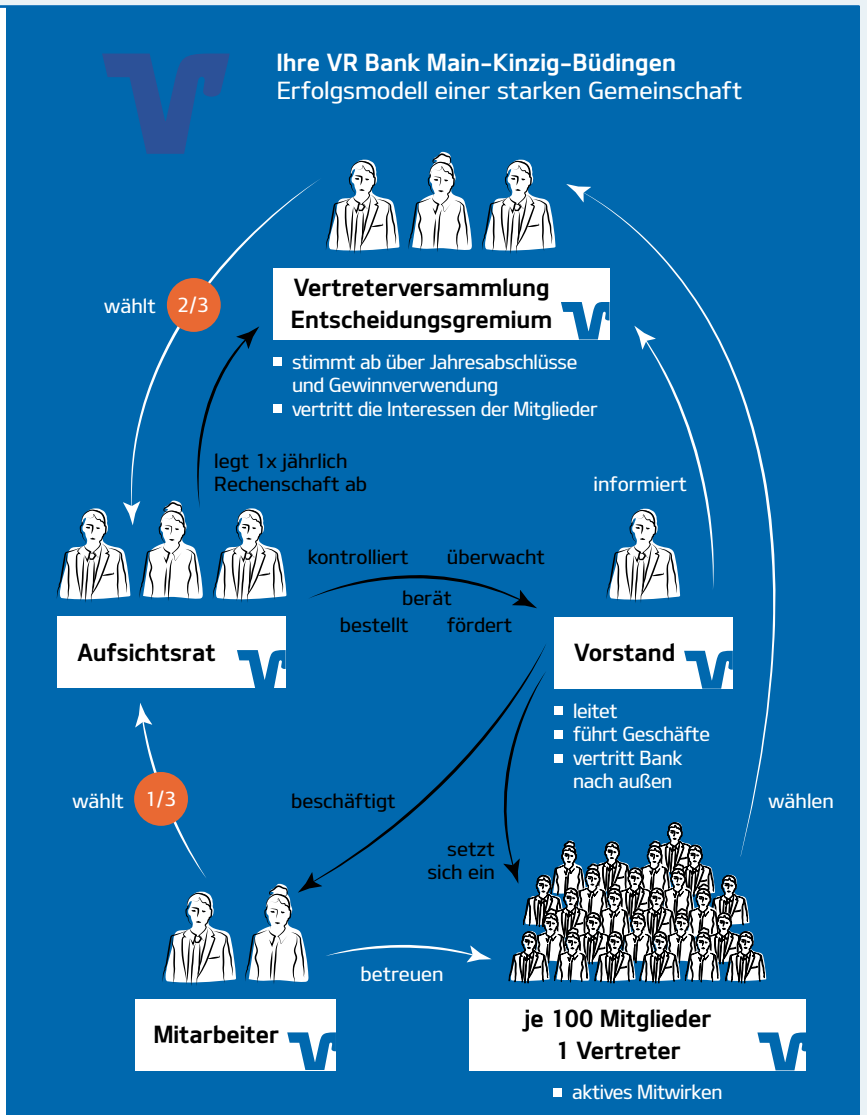 Ihre VR Bank Main-Kinzig-Büdingen
Erfolgsmodell einer starken Gemeinschaft
wählt 2/3
Vertreterversammlung
Entscheidungsgremium
stimmt ab über Jahresabschlüsse
und Gewinnverwendung
vertritt die Interessen der Mitglieder
legt 1x jährlich
Rechenschaft ab
informiert
kontrolliert überwacht
berät
bestellt fördert
Aufsichtsrat
Vorstand
leitet
führt Geschäfte
vertritt Bank
nach außen
wählt 1/3
beschäftigt
wählen
setzt
sich ein
betreuen
Mitarbeiter
je 100 Mitglieder
1 Vertreter
aktives Mitwirken